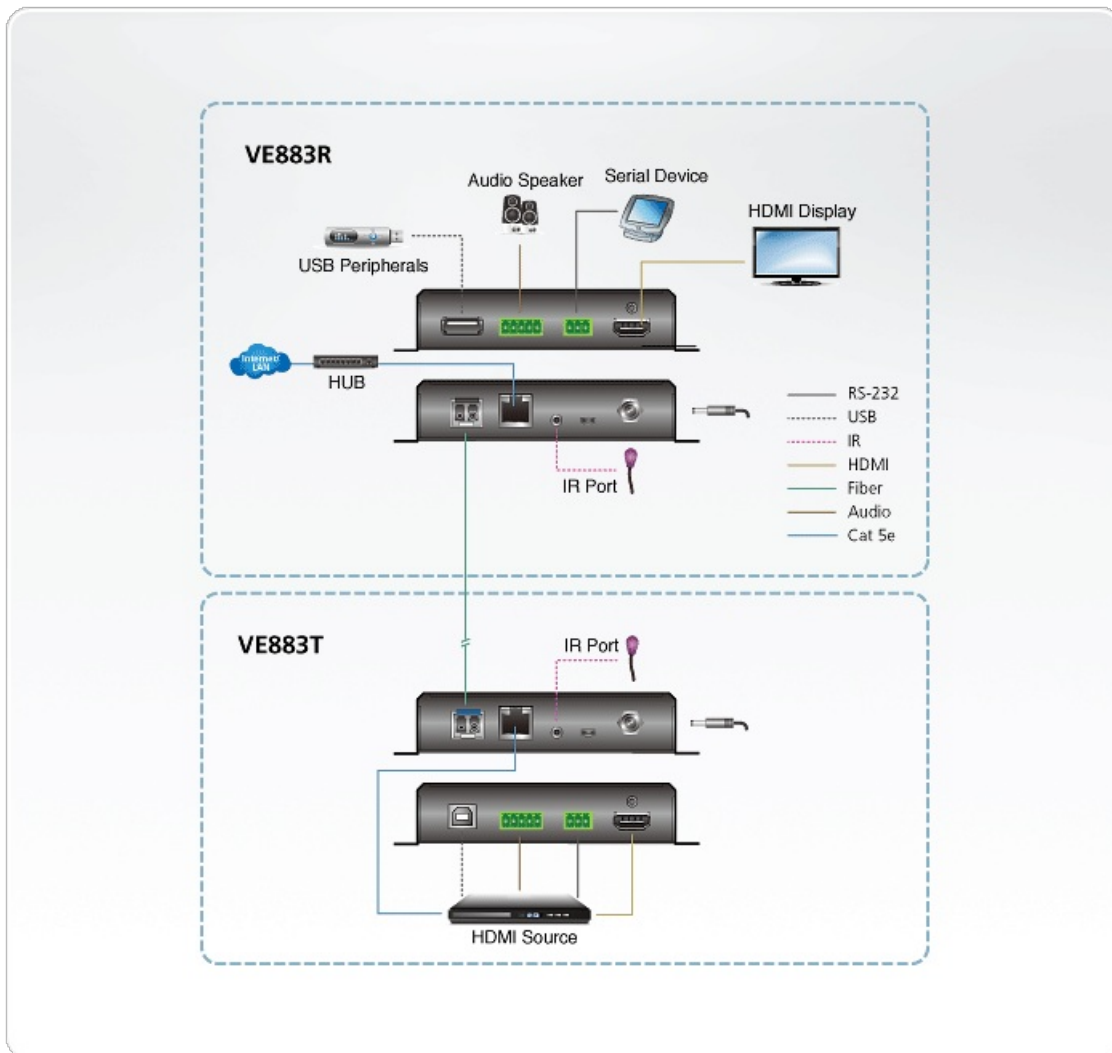 VE883R
Audio Speaker
Serial Device
HDMI Display
USB Peripherals
Internet/
LAN
HUB
IR Port
RS-232
USB
IR
HDMI
Fiber
Audio
Cat 5e
VE883T
IR Port
HDMI Source